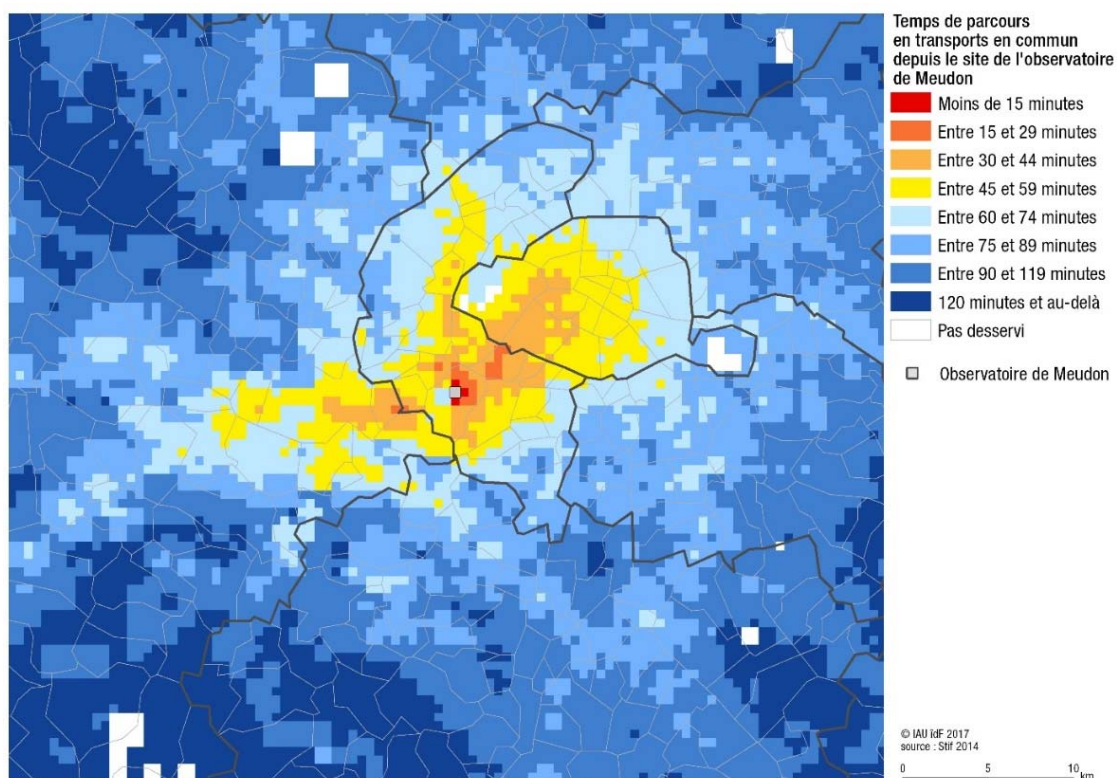 Temps de parcours
en transports en commun
depuis le site de l'observatoire
de Meudon
Moins de 15 minutes
Entre 15 et 29 minutes
Entre 30 et 44 minutes
Entre 45 et 59 minutes
Entre 60 et 74 minutes
Entre 75 et 89 minutes
Entre 90 et 119 minutes
120 minutes et au-delà
Pas desservi
Observatoire de Meudon
© IAU îdF 2017
source : Stif 2014
0 5 10
km